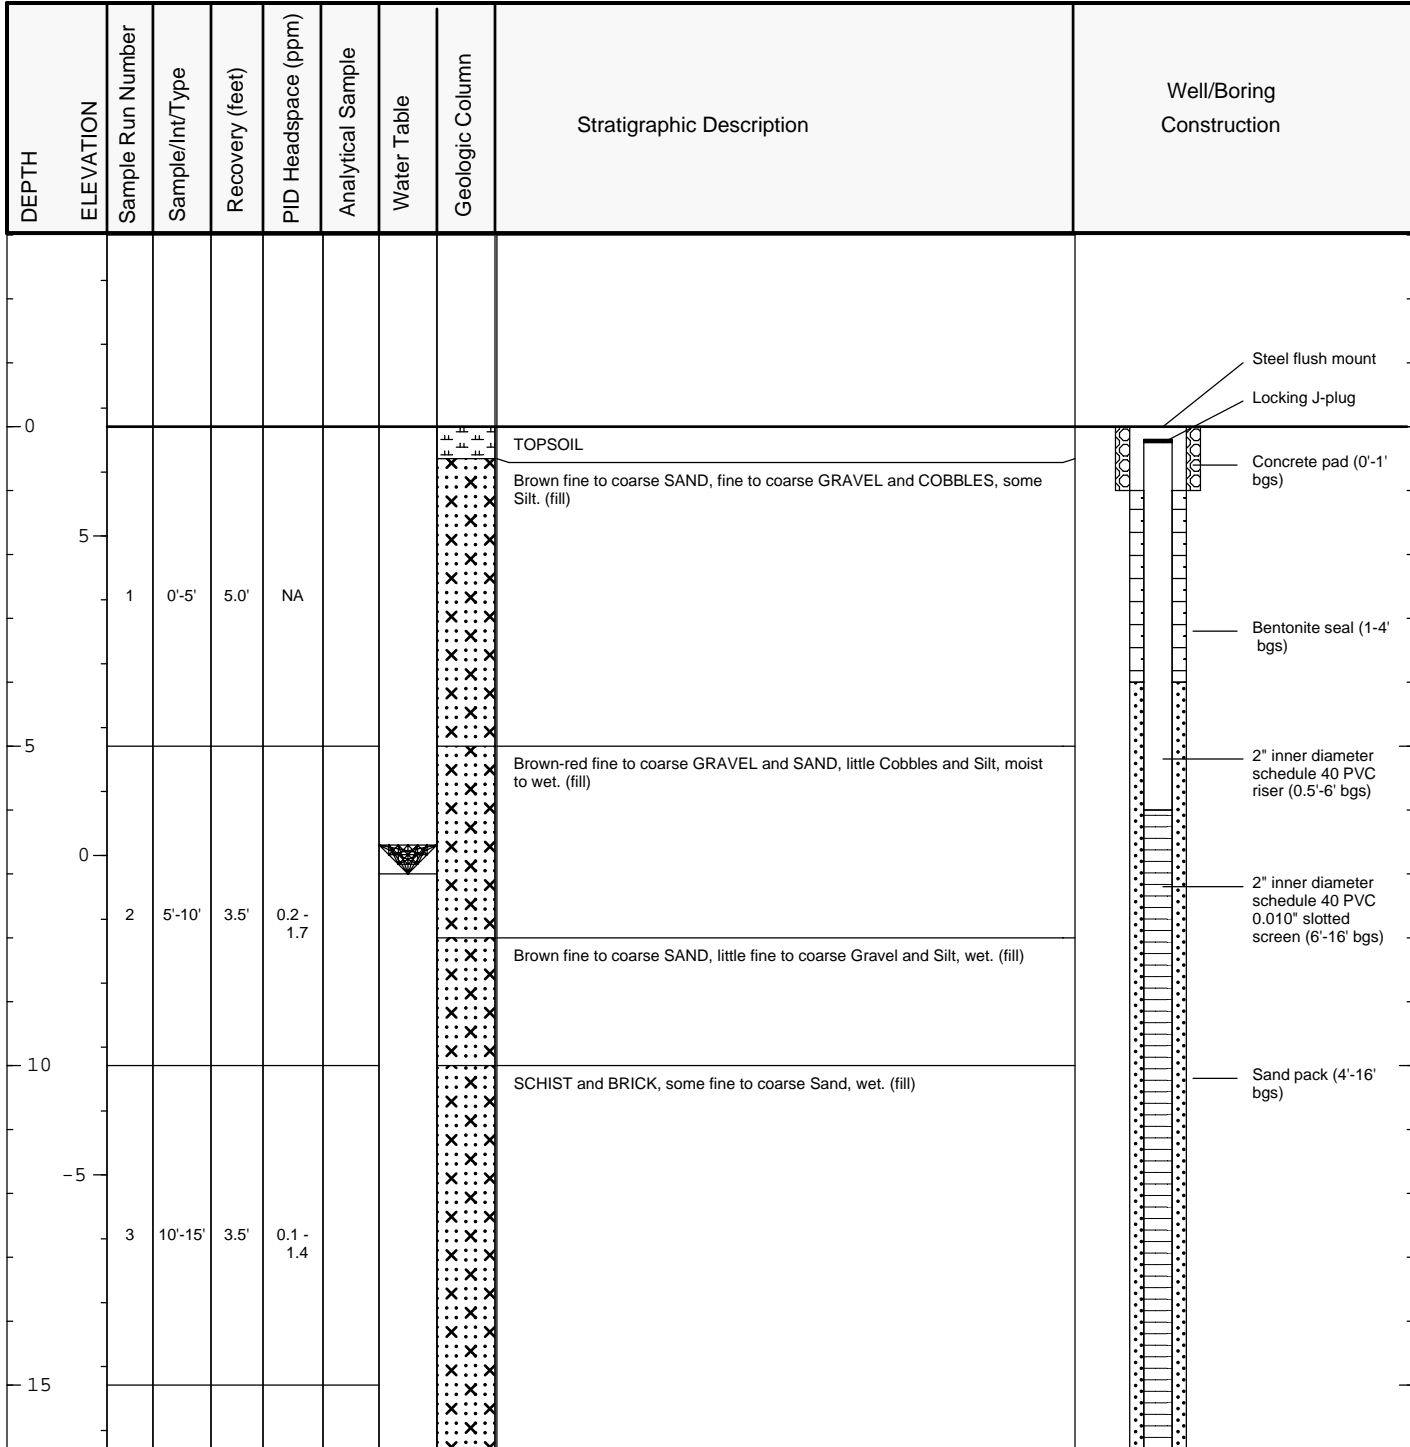 DEPTH
ELEVATION
Sample Run Number
Sample/Int/Type
Recovery (feet)
PID Headspace (ppm)
Analytical Sample
Water Table
Geologic Column
Stratigraphic Description
Well/Boring
Construction
Steel flush mount
Locking J-plug
0
TOPSOIL
Concrete pad (0'-1'
bgs)
Brown fine to coarse SAND, fine to coarse GRAVEL and COBBLES, some
Silt. (fill)
5
1 0'-5' 5.0' NA
Bentonite seal (1-4'
bgs)
5
Brown-red fine to coarse GRAVEL and SAND, little Cobbles and Silt, moist
to wet. (fill)
2" inner diameter
schedule 40 PVC
riser (0.5'-6' bgs)
0
2" inner diameter
schedule 40 PVC
0.010" slotted
screen (6'-16' bgs)
2 5'-10' 3.5' 0.2 -
1.7
Brown fine to coarse SAND, little fine to coarse Gravel and Silt, wet. (fill)
10
SCHIST and BRICK, some fine to coarse Sand, wet. (fill)
Sand pack (4'-16'
bgs)
-5
3 10'-15' 3.5' 0.1 -
1.4
15